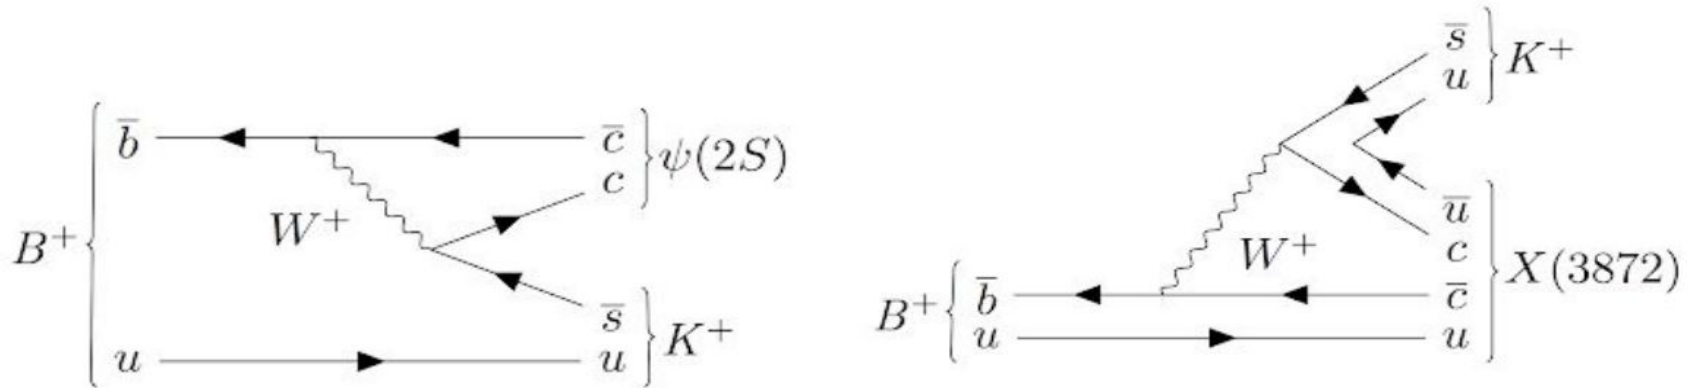 B⁺ { b̅ u
W⁺
c̅ c } ψ(2S)
s̅ u } K⁺
B⁺ { b̅ u
W⁺
s̅ u } K⁺
u̅ c c̅ u } X(3872)